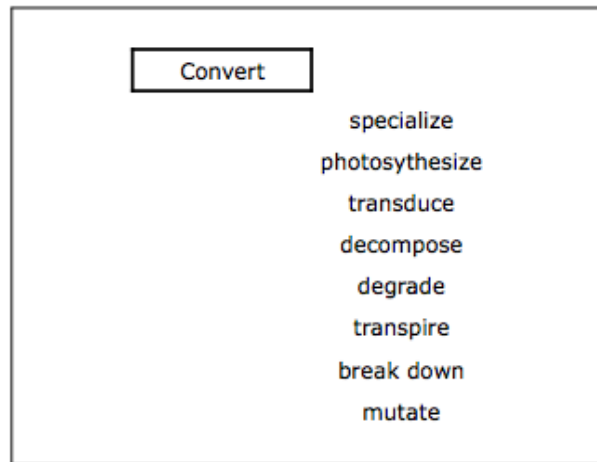 Convert
specialize
photosythesize
transduce
decompose
degrade
transpire
break down
mutate